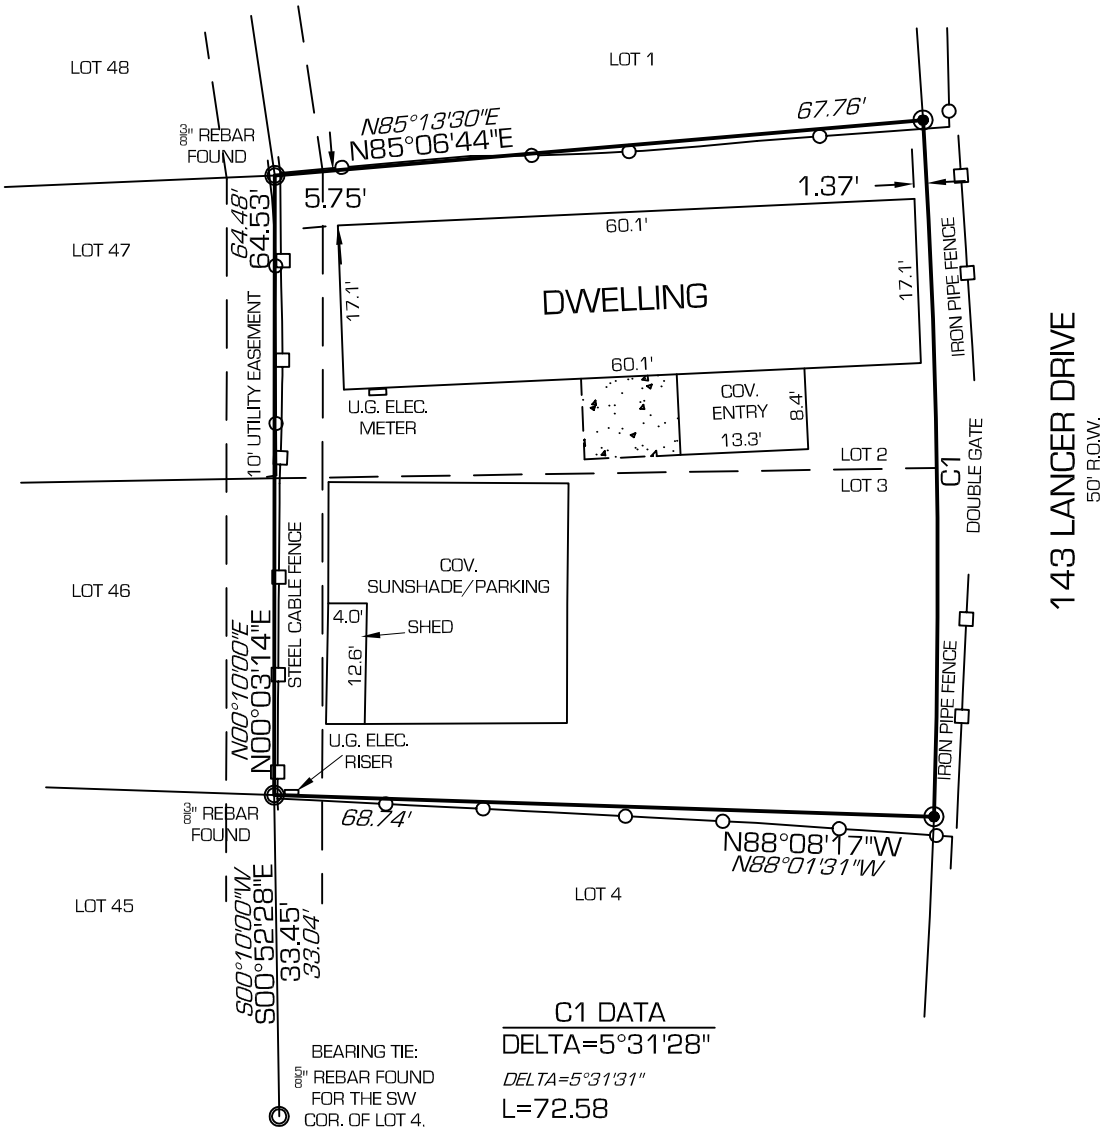 LOT 48
LOT 1
3/8" REBAR
FOUND
N85°13'30"E
N85°06'44"E
67.76'
5.75'
1.37'
64.48'
64.53'
LOT 47
60.1'
17.1'
DWELLING
17.1'
60.1'
IRON PIPE FENCE
10' UTILITY EASEMENT
U.G. ELEC.
METER
COV.
ENTRY
8.4'
13.3'
LOT 2
LOT 3
C1
DOUBLE GATE
143 LANCER DRIVE
50' R.O.W.
LOT 46
STEEL CABLE FENCE
COV.
SUNSHADE/PARKING
4.0'
SHED
12.6'
N00°10'00"E
N00°03'14"E
IRON PIPE FENCE
U.G. ELEC.
RISER
3/8" REBAR
FOUND
68.74'
N88°08'17"W
N88°01'31"W
LOT 45
LOT 4
S00°10'00"W
S00°52'28"E
33.45'
33.04'
C1 DATA
DELTA=5°31'28"
DELTA=5°31'31"
L=72.58
BEARING TIE:
5/8" REBAR FOUND
FOR THE SW
COR. OF LOT 4.